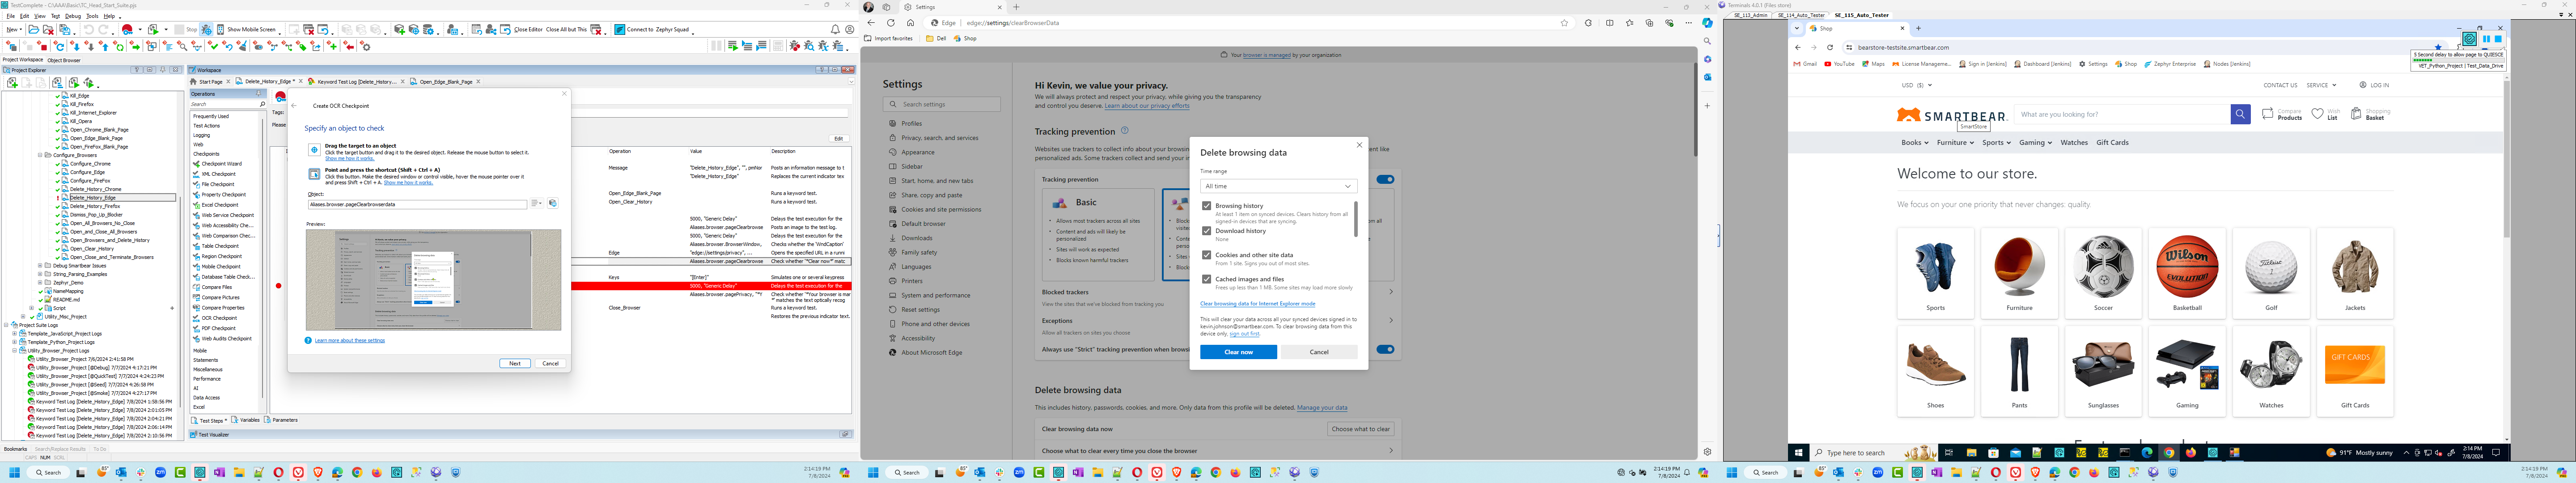 TestComplete - C:\AAA\Basic\TC_Head_Start_Suite.pjs
File Edit View Test Debug Tools Help
New
Stop
Show Mobile Screen
Close Editor
Close All but This
Connect to Zephyr Squad
Project Workspace
Object Browser
Project Explorer
Kill_Edge
Kill_Firefox
Kill_Internet_Explorer
Kill_Opera
Open_Chrome_Blank_Page
Open_Edge_Blank_Page
Open_FireFox_Blank_Page
Configure_Browsers
Configure_Chrome
Configure_Edge
Configure_FireFox
Delete_History_Chrome
Delete_History_Edge
Delete_History_Firefox
Dismiss_Pop_Up_Blocker
Open_All_Browsers_No_Close
Open_and_Close_All_Browsers
Open_Browsers_and_Delete_History
Open_Clear_History
Open_Close_and_Terminate_Browsers
Debug Smartbear Issues
String_Parsing_Examples
Zephyr_Demo
NameMapping
README.md
Script
Utility_Misc_Project
Project Suite Logs
Template_JavaScript_Project Logs
Template_Python_Project Logs
Utility_Browser_Project Logs
Utility_Browser_Project 7/6/2024 2:41:58 PM
Utility_Browser_Project [@Debug] 7/7/2024 4:17:21 PM
Utility_Browser_Project [@QuickTest] 7/7/2024 4:24:23 PM
Utility_Browser_Project [@Seed] 7/7/2024 4:26:58 PM
Utility_Browser_Project [@Smoke] 7/7/2024 4:27:17 PM
Keyword Test Log [Delete_History_Edge] 7/8/2024 1:58:56 PM
Keyword Test Log [Delete_History_Edge] 7/8/2024 2:01:05 PM
Keyword Test Log [Delete_History_Edge] 7/8/2024 2:04:21 PM
Keyword Test Log [Delete_History_Edge] 7/8/2024 2:06:14 PM
Keyword Test Log [Delete_History_Edge] 7/8/2024 2:10:56 PM
Bookmarks
Search/Replace Results
To Do
CAPS NUM SCRL
Workspace
Start Page
Delete_History_Edge *
Keyword Test Log [Delete_History...
Open_Edge_Blank_Page
Operations
Search
Frequently Used
Test Actions
Logging
Web
Checkpoints
Checkpoint Wizard
XML Checkpoint
File Checkpoint
Property Checkpoint
Excel Checkpoint
Web Service Checkpoint
Web Accessibility Che...
Web Comparison Chec...
Table Checkpoint
Region Checkpoint
Mobile Checkpoint
Database Table Check...
Compare Files
Compare Pictures
Compare Properties
OCR Checkpoint
PDF Checkpoint
Web Audits Checkpoint
Mobile
Statements
Miscellaneous
Performance
AI
Data Access
Excel
Tags:
Please
Edit
Create OCR Checkpoint
Specify an object to check
Drag the target to an object
Click the target button and drag it to the desired object. Release the mouse button to select it.
Show me how it works.
Point and press the shortcut (Shift + Ctrl + A)
Click this button. Make the desired window or control visible, hover the mouse pointer over it
and press Shift + Ctrl + A. Show me how it works.
Object:
Aliases.browser.pageClearbrowserdata
Preview:
Learn more about these settings
Next
Cancel
Operation Value Description
Message "Delete_History_Edge", "", pmNor Posts an information message to t
"Delete_History_Edge" Replaces the current indicator tex
Open_Edge_Blank_Page Runs a keyword test.
Open_Clear_History Runs a keyword test.
5000, "Generic Delay" Delays the test execution for the
Aliases.browser.pageClearbrowse Posts an image to the test log.
5000, "Generic Delay" Delays the test execution for the
Aliases.browser.BrowserWindow, Checks whether the 'WndCaption'
Edge "edge://settings/privacy", ... Opens the specified URL in a runni
Aliases.browser.pageClearbrowse Check whether "*Clear now*" matc
Keys "[Enter]" Simulates one or several keypress
5000, "Generic Delay" Delays the test execution for the
Aliases.browser.pagePrivacy, "*Y Check whether "*Your browser is mar
*" matches the text optically recog
Close_Browser Runs a keyword test.
Restores the previous indicator text.
Test Steps *
Variables
Parameters
Test Visualizer
Search
2:14:19 PM
7/8/2024
Settings
Edge
edge://settings/clearBrowserData
Import favorites
Dell
Shop
Your browser is managed by your organization
Settings
Search settings
Profiles
Privacy, search, and services
Appearance
Sidebar
Start, home, and new tabs
Share, copy and paste
Cookies and site permissions
Default browser
Downloads
Family safety
Languages
Printers
System and performance
Reset settings
Phone and other devices
Accessibility
About Microsoft Edge
Hi Kevin, we value your privacy.
We will always protect and respect your privacy, while giving you the transparency
and control you deserve. Learn about our privacy efforts
Tracking prevention
Websites use trackers to collect info about your browsing
personalized ads. Some trackers collect and send your in
Tracking prevention
Basic
Allows most trackers across all sites
Content and ads will likely be
personalized
Sites will work as expected
Blocks known harmful trackers
Blocked trackers
View the sites that we've blocked from tracking you
Exceptions
Allow all trackers on sites you choose
Always use "Strict" tracking prevention when browsin
Delete browsing data
This includes history, passwords, cookies, and more. Only data from this profile will be deleted. Manage your data
Clear browsing data now
Choose what to clear
Choose what to clear every time you close the browser
Delete browsing data
Time range
All time
Browsing history
At least 1 item on synced devices. Clears history from all
signed-in devices that are syncing.
Download history
None
Cookies and other site data
From 1 site. Signs you out of most sites.
Cached images and files
Frees up less than 1 MB. Some sites may load more slowly
Clear browsing data for Internet Explorer mode
This will clear your data across all your synced devices signed in to
kevin.johnson@smartbear.com. To clear browsing data from this
device only, sign out first.
Clear now
Cancel
Search
2:14:19 PM
7/8/2024
Terminals 4.0.1 (Files store)
SE_113_Admin
SE_114_Auto_Tester
SE_115_Auto_Tester
Shop
bearstore-testsite.smartbear.com
Gmail
YouTube
Maps
License Manageme...
Sign in [Jenkins]
Dashboard [Jenkins]
Settings
Shop
Zephyr Enterprise
Nodes [Jenkins]
5 Second delay to allow page to QUIESCE
VET_Python_Project | Test_Data_Drive
USD ($)
CONTACT US
SERVICE
LOG IN
SMARTBEAR
SmartStore
What are you looking for?
Compare
Products
Wish
List
Shopping
Basket
Books
Furniture
Sports
Gaming
Watches
Gift Cards
Welcome to our store.
We focus on your one priority that never changes: quality.
Sports
Furniture
Soccer
Basketball
Golf
Jackets
Shoes
Pants
Sunglasses
Gaming
Watches
GIFT CARDS
Gift Cards
Type here to search
91°F Mostly sunny
2:14 PM
7/8/2024
Search
2:14:19 PM
7/8/2024